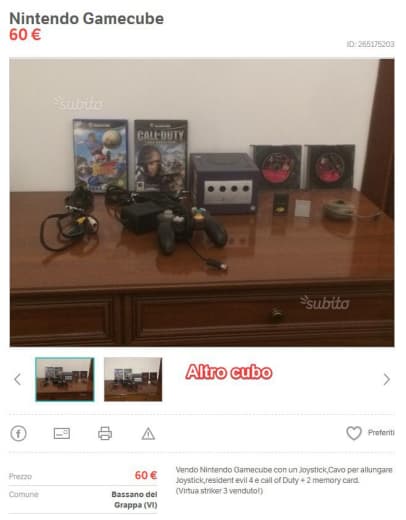 Nintendo Gamecube
60 €
ID: 265175203
subito
CALL·DUTY
subito
Altro cubo
Preferiti
Prezzo
60 €
Vendo Nintendo Gamecube con un Joystick,Cavo per allungare
Joystick,resident evil 4 e call of Duty + 2 memory card.
(Virtua striker 3 venduto!)
Comune
Bassano del
Grappa (VI)